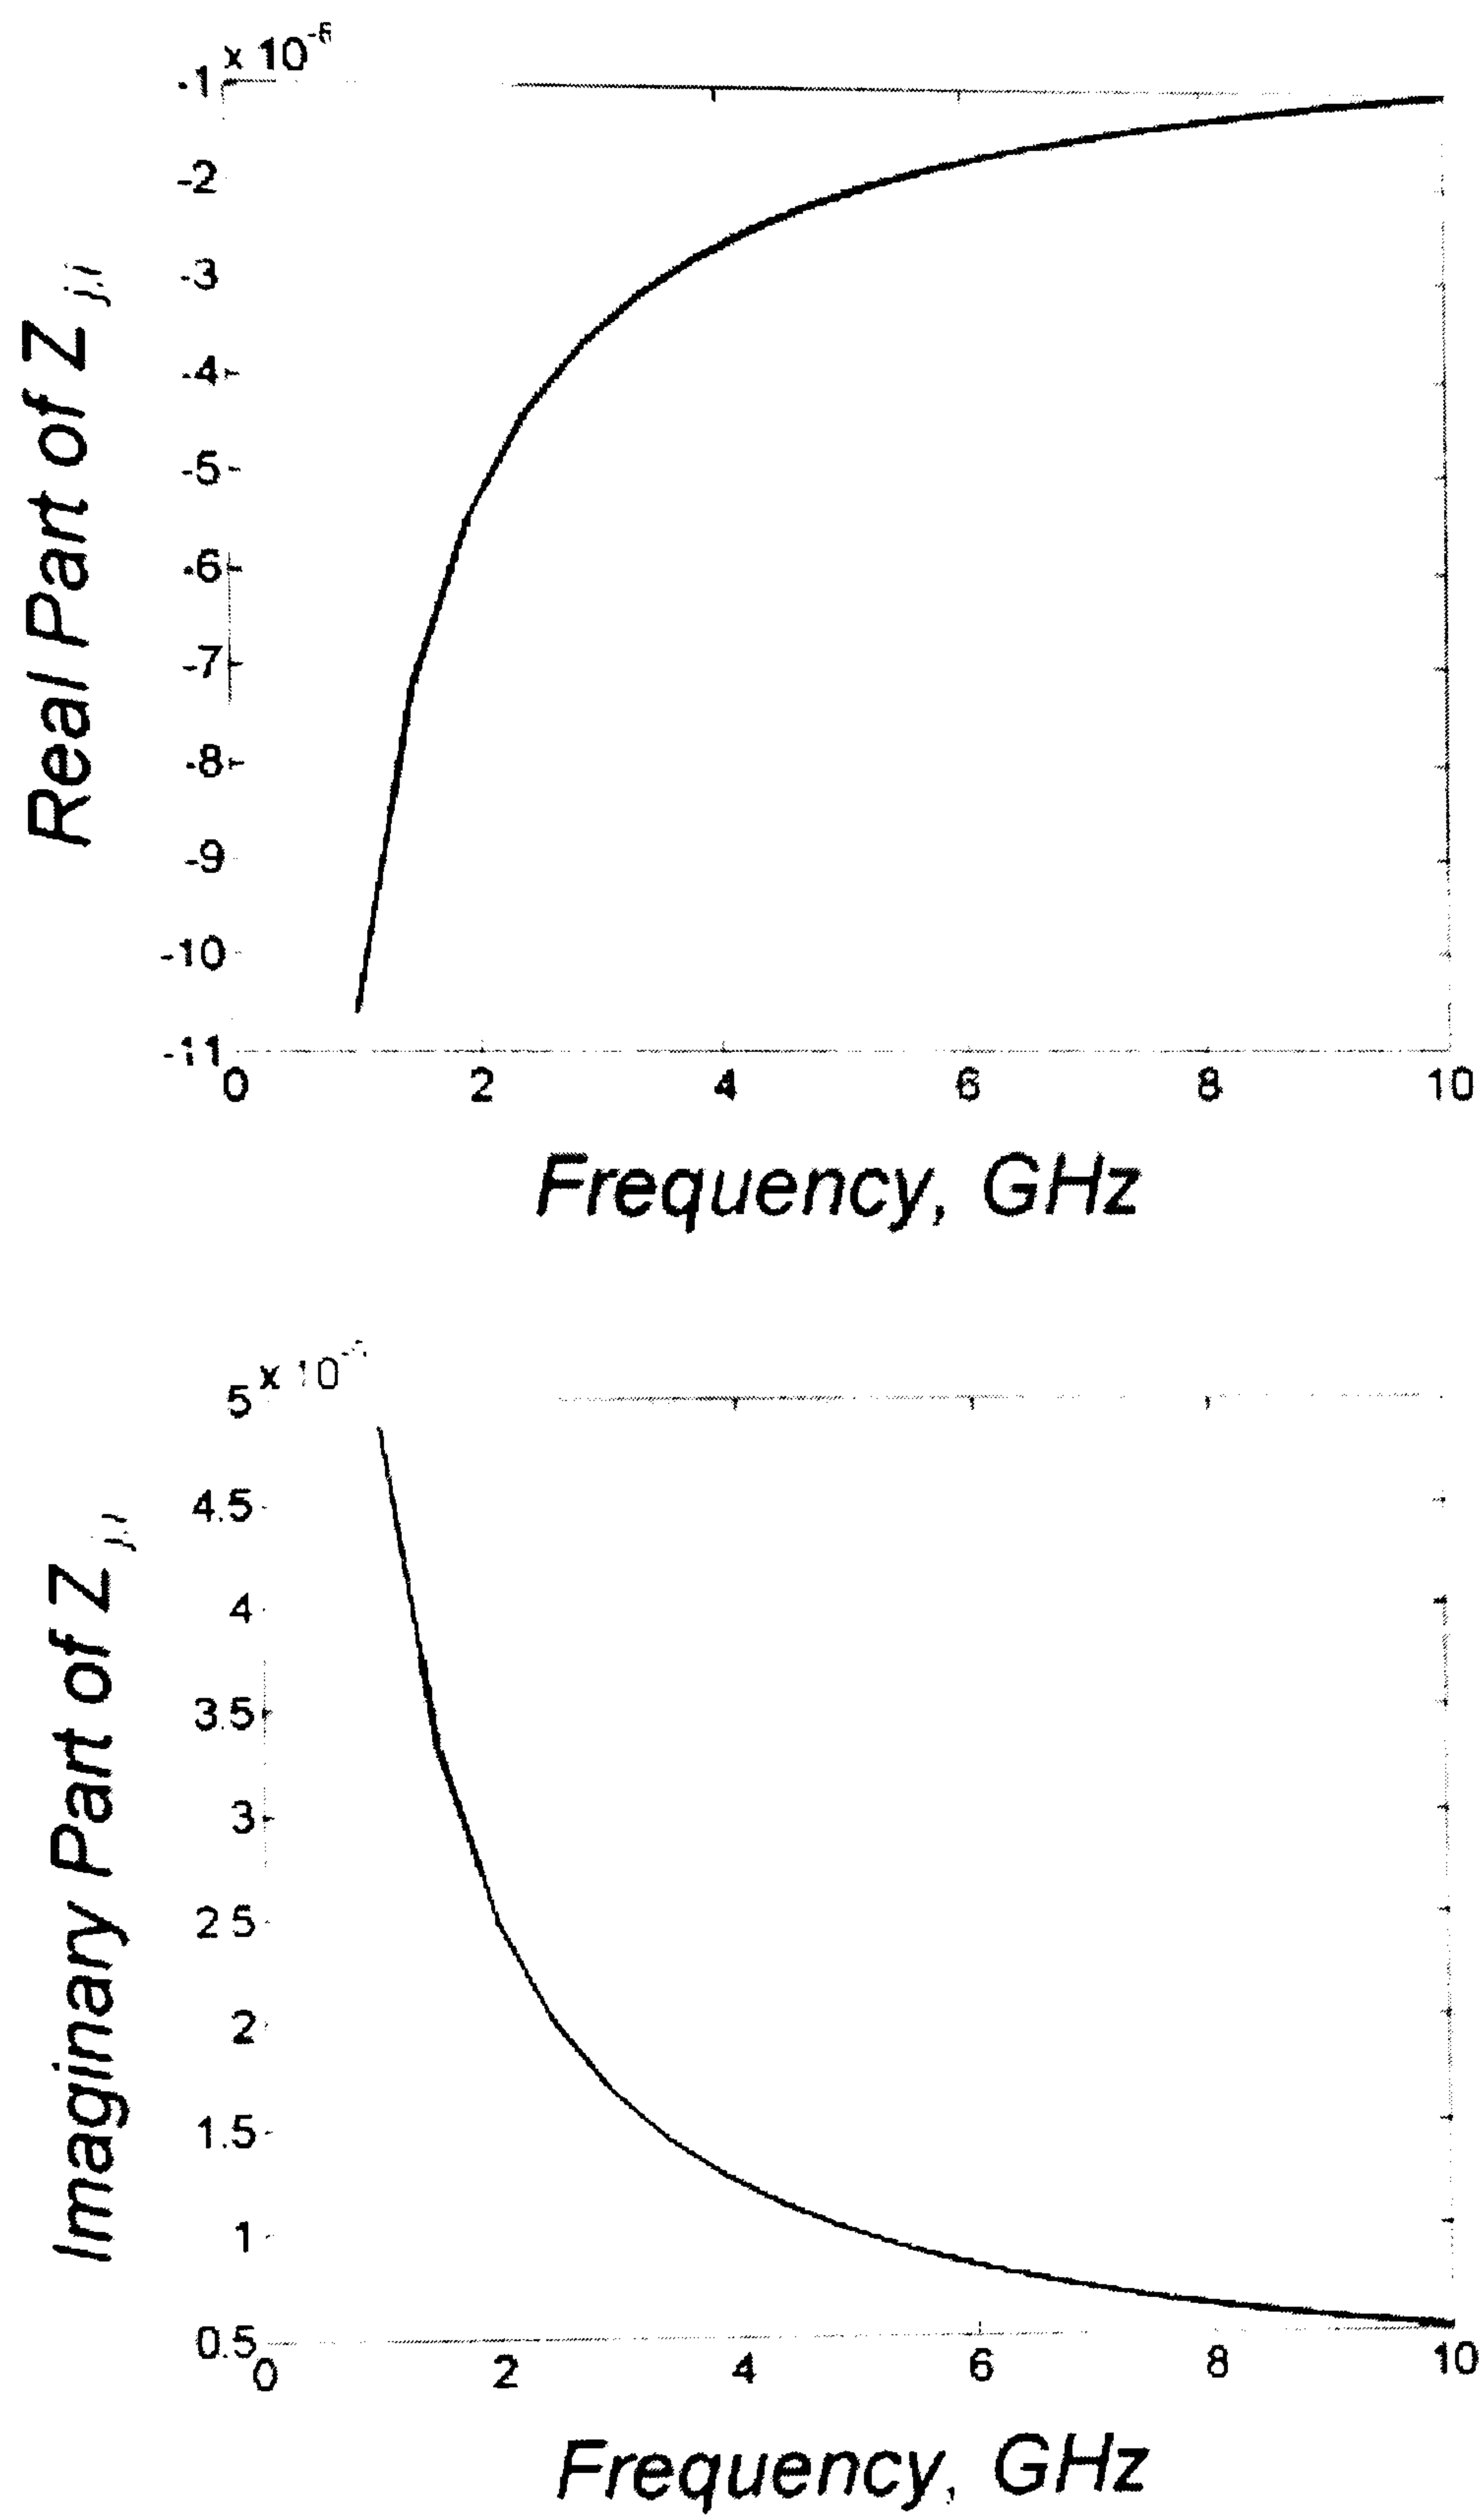 x 10
-1
-2
-3
-4
-5
-6
-7
-8
-9
-10
-11
0 2 4 6 8 10
Real Part of Z j,i
Frequency, GHz
x 10
5
4.5
4
3.5
3
2.5
2
1.5
1
0.5
0 2 4 6 8 10
Imaginary Part of Z j,i
Frequency, GHz